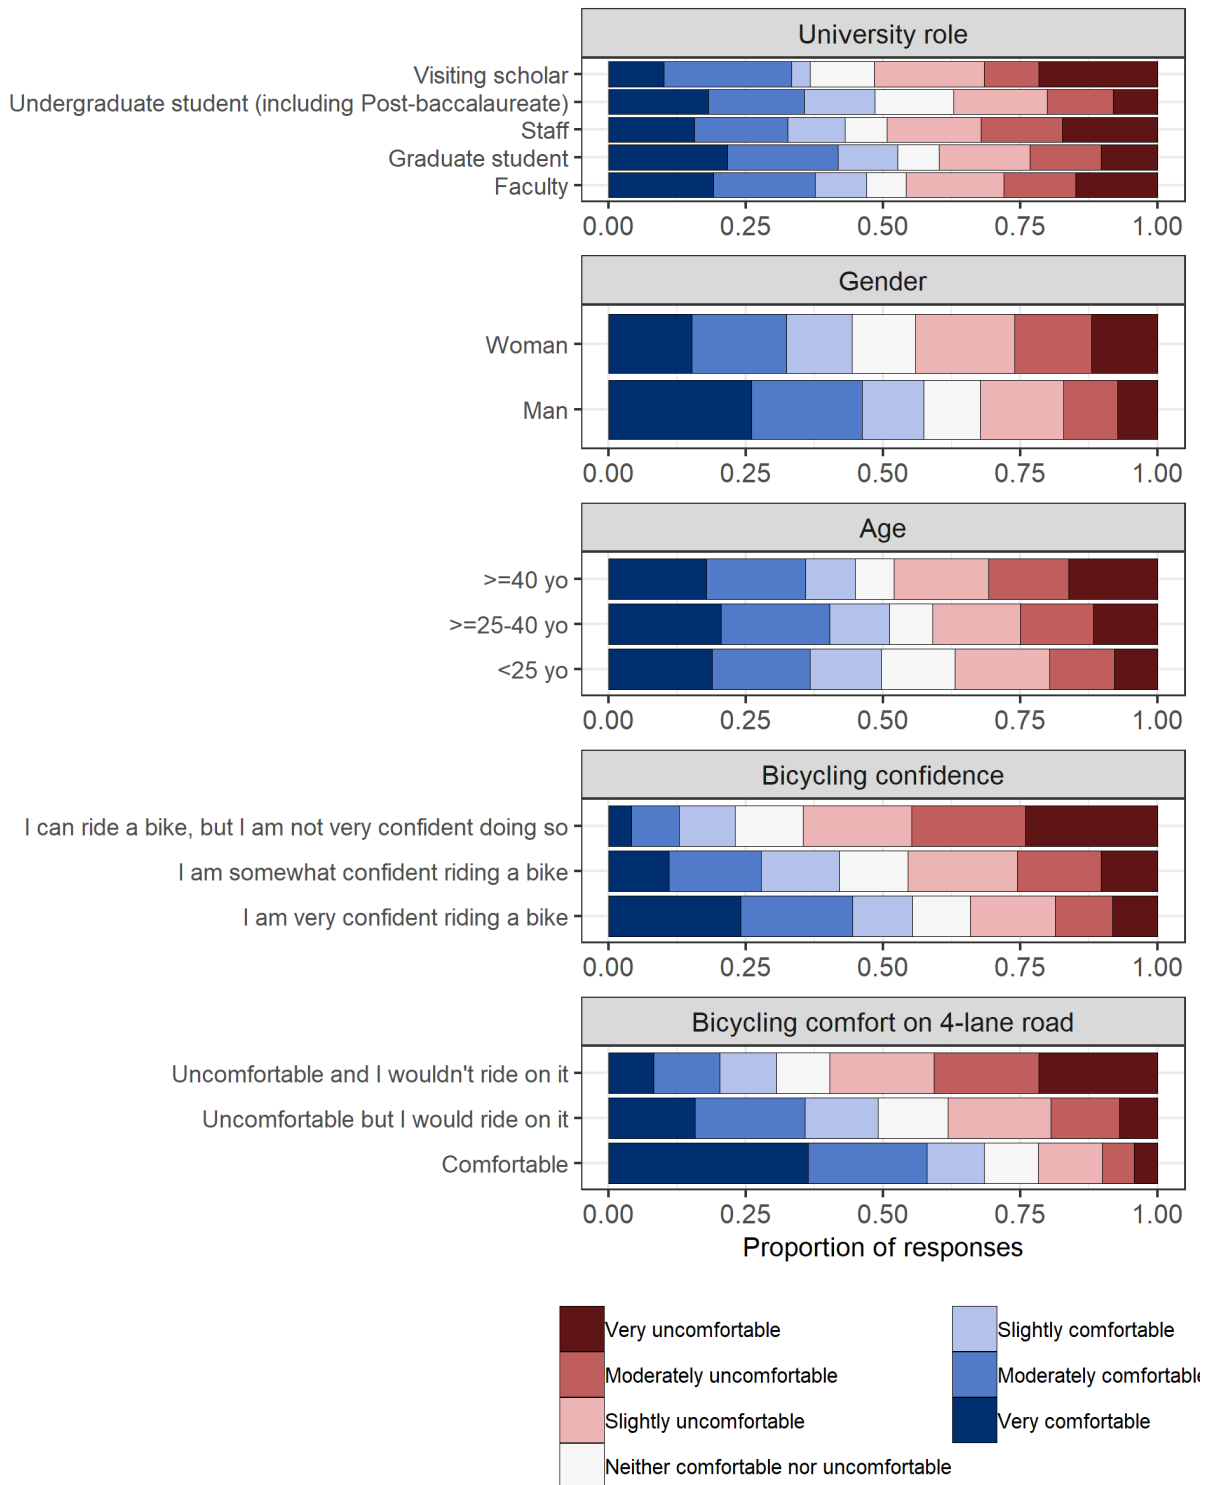 University role
Visiting scholar
Undergraduate student (including Post-baccalaureate)
Staff
Graduate student
Faculty
0.00 0.25 0.50 0.75 1.00
Gender
Woman
Man
0.00 0.25 0.50 0.75 1.00
Age
>=40 yo
>=25-40 yo
<25 yo
0.00 0.25 0.50 0.75 1.00
Bicycling confidence
I can ride a bike, but I am not very confident doing so
I am somewhat confident riding a bike
I am very confident riding a bike
0.00 0.25 0.50 0.75 1.00
Bicycling comfort on 4-lane road
Uncomfortable and I wouldn't ride on it
Uncomfortable but I would ride on it
Comfortable
0.00 0.25 0.50 0.75 1.00
Proportion of responses
Very uncomfortable
Moderately uncomfortable
Slightly uncomfortable
Neither comfortable nor uncomfortable
Slightly comfortable
Moderately comfortabl
Very comfortable